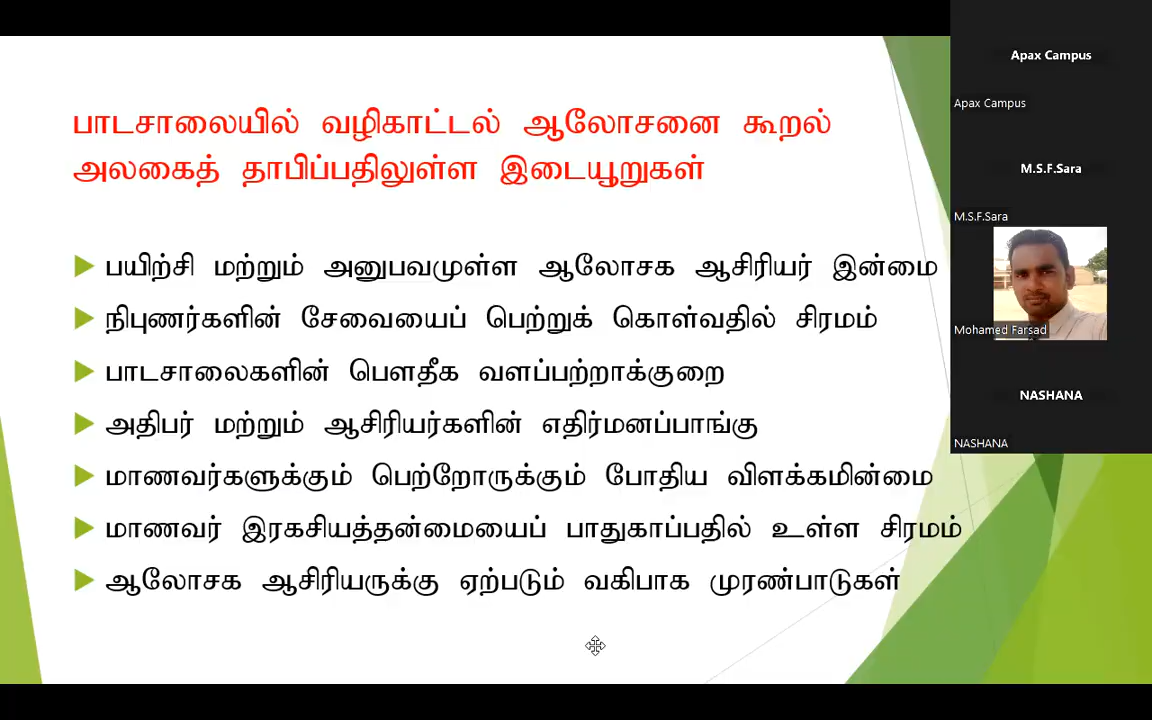 பாடசாலையில் வழிகாட்டல் ஆலோசனை கூறல்
அலகைத் தாபிப்பதிலுள்ள இடையூறுகள்
பயிற்சி மற்றும் அனுபவமுள்ள ஆலோசக ஆசிரியர் இன்மை
நிபுணர்களின் சேவையைப் பெற்றுக் கொள்வதில் சிரமம்
பாடசாலைகளின் பௌதீக வளப்பற்றாக்குறை
அதிபர் மற்றும் ஆசிரியர்களின் எதிர்மனப்பாங்கு
மாணவர்களுக்கும் பெற்றோருக்கும் போதிய விளக்கமின்மை
மாணவர் இரகசியத்தன்மையைப் பாதுகாப்பதில் உள்ள சிரமம்
ஆலோசக ஆசிரியருக்கு ஏற்படும் வகிபாக முரண்பாடுகள்
Apax Campus
Apax Campus
M.S.F.Sara
M.S.F.Sara
Mohamed Farsad
NASHANA
NASHANA